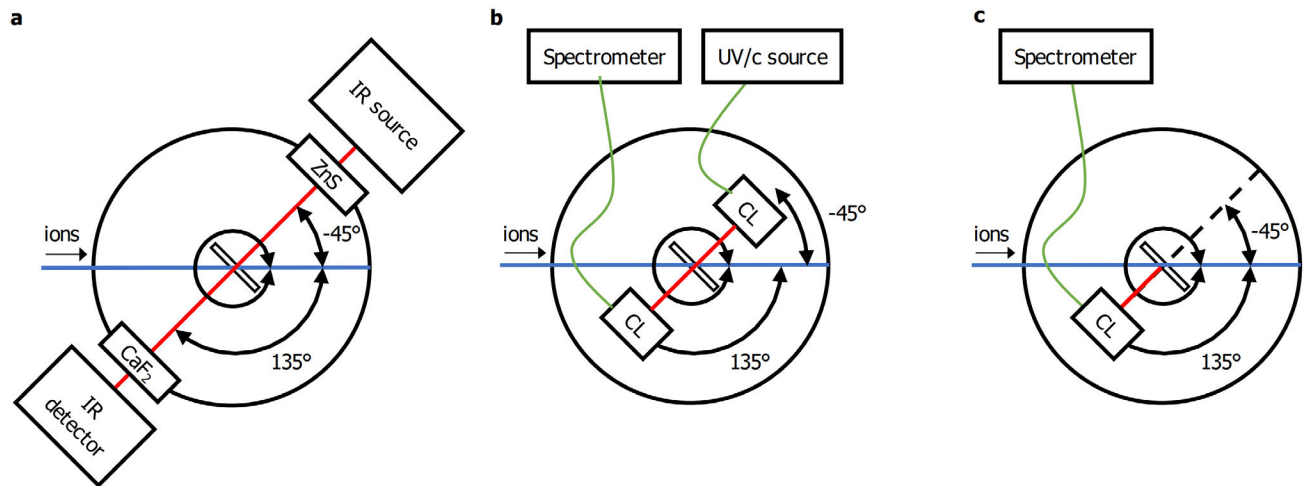 a
IR source
ZnS
ions
-45°
135°
CaF₂
IR
detector
b
Spectrometer
UV/c source
CL
-45°
ions
CL
135°
c
Spectrometer
ions
-45°
CL
135°